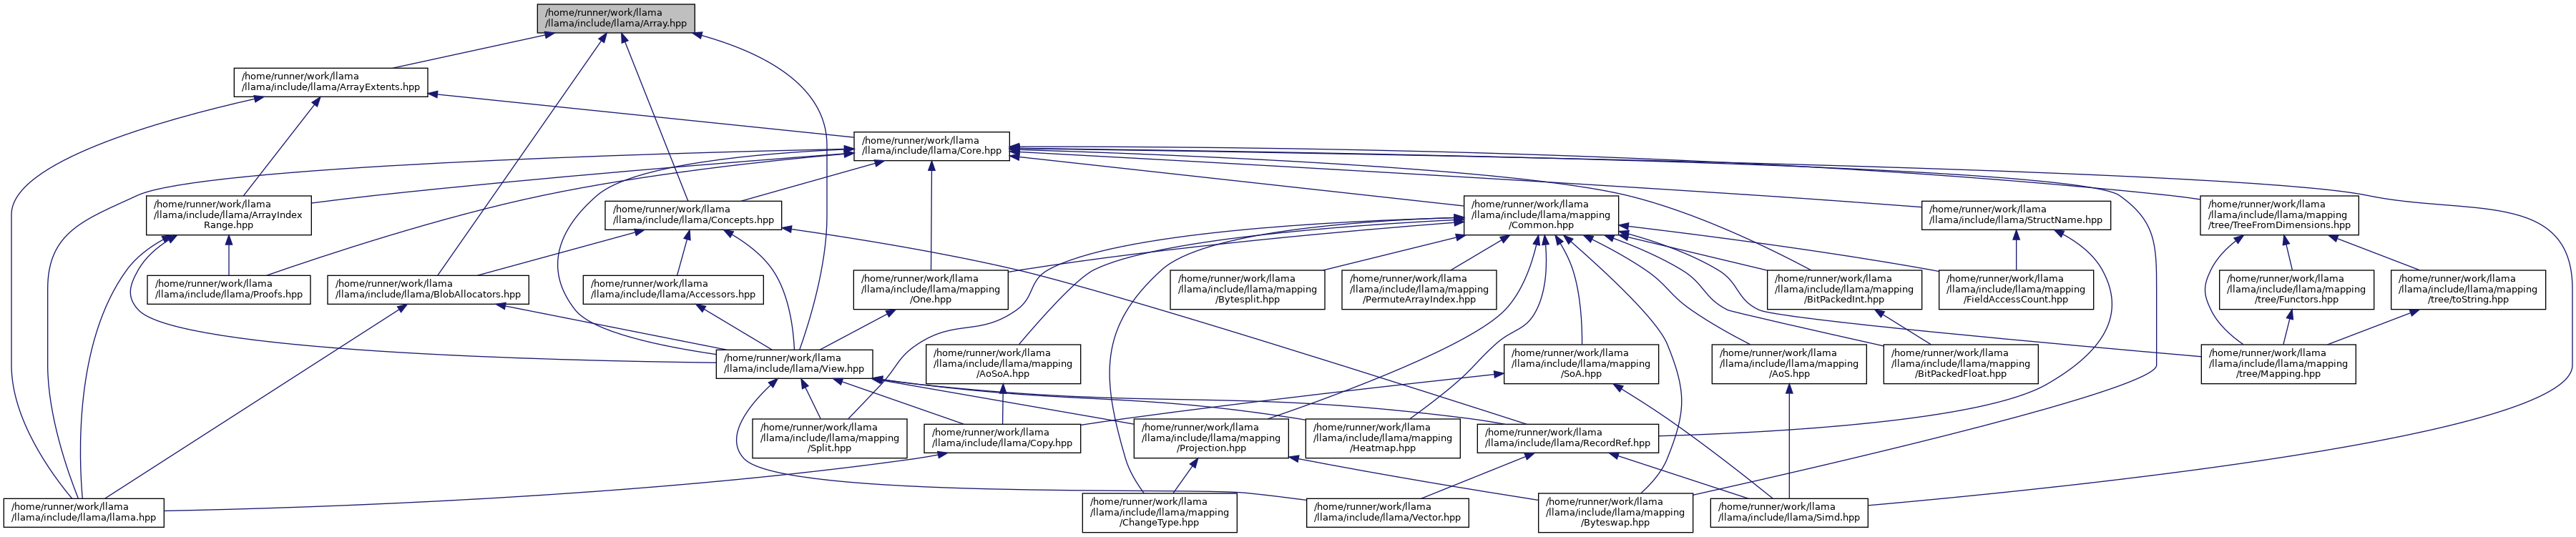 /home/runner/work/llama
/llama/include/llama/Array.hpp
/home/runner/work/llama
/llama/include/llama/ArrayExtents.hpp
/home/runner/work/llama
/llama/include/llama/Core.hpp
/home/runner/work/llama
/llama/include/llama/ArrayIndex
Range.hpp
/home/runner/work/llama
/llama/include/llama/Concepts.hpp
/home/runner/work/llama
/llama/include/llama/mapping
/Common.hpp
/home/runner/work/llama
/llama/include/llama/StructName.hpp
/home/runner/work/llama
/llama/include/llama/mapping
/tree/TreeFromDimensions.hpp
/home/runner/work/llama
/llama/include/llama/Proofs.hpp
/home/runner/work/llama
/llama/include/llama/BlobAllocators.hpp
/home/runner/work/llama
/llama/include/llama/Accessors.hpp
/home/runner/work/llama
/llama/include/llama/mapping
/One.hpp
/home/runner/work/llama
/llama/include/llama/mapping
/Bytesplit.hpp
/home/runner/work/llama
/llama/include/llama/mapping
/PermuteArrayIndex.hpp
/home/runner/work/llama
/llama/include/llama/mapping
/BitPackedInt.hpp
/home/runner/work/llama
/llama/include/llama/mapping
/FieldAccessCount.hpp
/home/runner/work/llama
/llama/include/llama/mapping
/tree/Functors.hpp
/home/runner/work/llama
/llama/include/llama/mapping
/tree/toString.hpp
/home/runner/work/llama
/llama/include/llama/View.hpp
/home/runner/work/llama
/llama/include/llama/mapping
/AoSoA.hpp
/home/runner/work/llama
/llama/include/llama/mapping
/SoA.hpp
/home/runner/work/llama
/llama/include/llama/mapping
/AoS.hpp
/home/runner/work/llama
/llama/include/llama/mapping
/BitPackedFloat.hpp
/home/runner/work/llama
/llama/include/llama/mapping
/tree/Mapping.hpp
/home/runner/work/llama
/llama/include/llama/mapping
/Split.hpp
/home/runner/work/llama
/llama/include/llama/Copy.hpp
/home/runner/work/llama
/llama/include/llama/mapping
/Projection.hpp
/home/runner/work/llama
/llama/include/llama/mapping
/Heatmap.hpp
/home/runner/work/llama
/llama/include/llama/RecordRef.hpp
/home/runner/work/llama
/llama/include/llama/llama.hpp
/home/runner/work/llama
/llama/include/llama/mapping
/ChangeType.hpp
/home/runner/work/llama
/llama/include/llama/Vector.hpp
/home/runner/work/llama
/llama/include/llama/mapping
/Byteswap.hpp
/home/runner/work/llama
/llama/include/llama/Simd.hpp